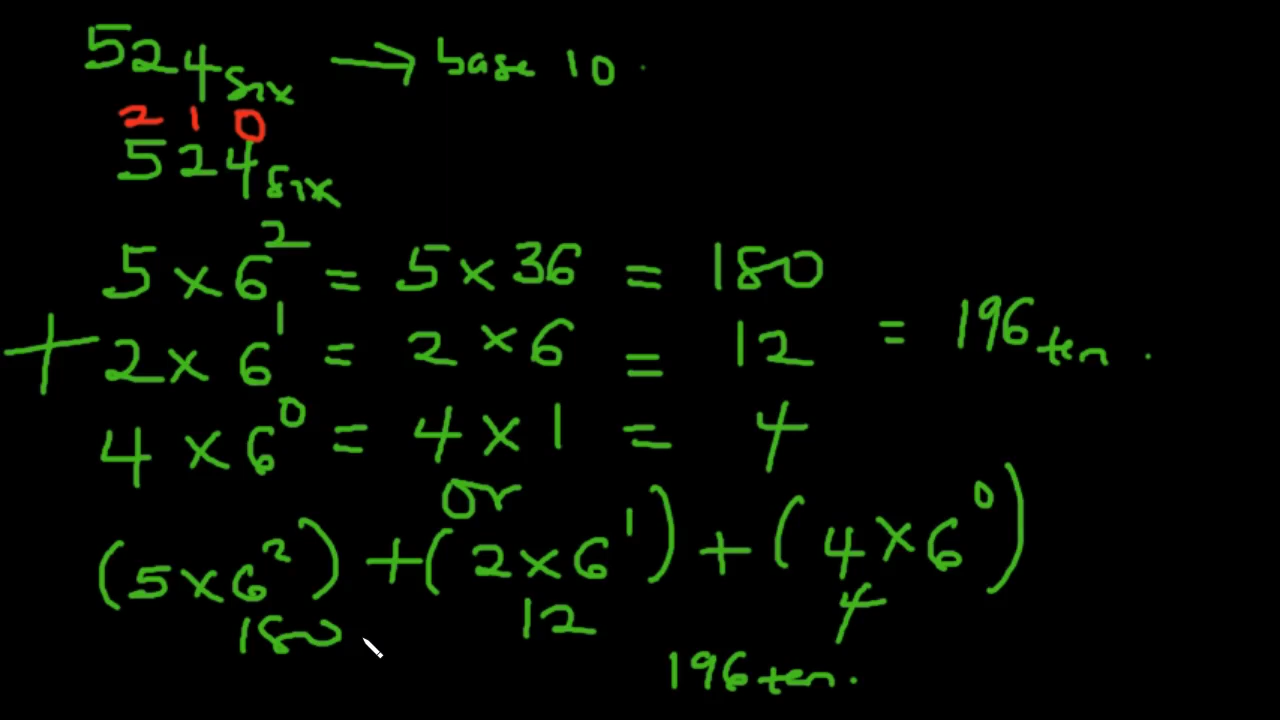 524six → base 10.
2 1 0
524six
5 × 6² = 5 × 36 = 180
+ 2 × 6¹ = 2 × 6 = 12 = 196ten.
4 × 6⁰ = 4 × 1 = 4
or
(5 × 6²) + (2 × 6¹) + (4 × 6⁰)
180 12 4
196ten.